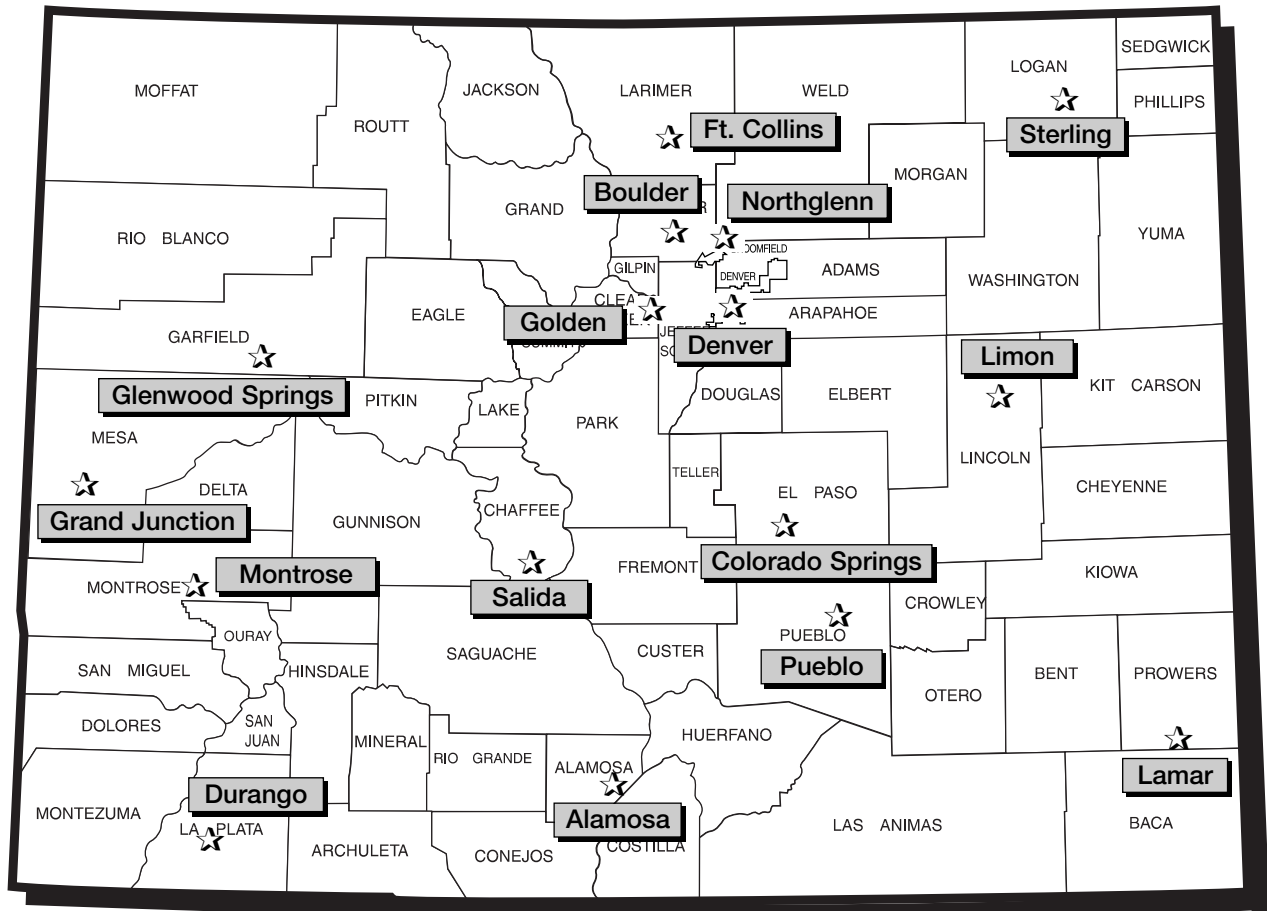 SEDGWICK
LOGAN
MOFFAT
JACKSON
LARIMER
WELD
PHILLIPS
ROUTT
Ft. Collins
Sterling
MORGAN
Boulder
Northglenn
GRAND
RIO BLANCO
YUMA
GILPIN
DENVER
ADAMS
WASHINGTON
EAGLE
ARAPAHOE
Golden
GARFIELD
Denver
Limon
Glenwood Springs
PITKIN
LAKE
PARK
DOUGLAS
ELBERT
KIT CARSON
MESA
LINCOLN
TELLER
CHEYENNE
DELTA
EL PASO
CHAFFEE
Grand Junction
GUNNISON
Colorado Springs
FREMONT
KIOWA
Montrose
MONTROSE
Salida
CROWLEY
OURAY
PUEBLO
SAGUACHE
CUSTER
Pueblo
SAN MIGUEL
HINSDALE
BENT
PROWERS
OTERO
DOLORES
SAN
JUAN
MINERAL
HUERFANO
RIO GRANDE
ALAMOSA
Lamar
Durango
MONTEZUMA
Alamosa
LAS ANIMAS
BACA
LA PLATA
ARCHULETA
CONEJOS
COSTILLA